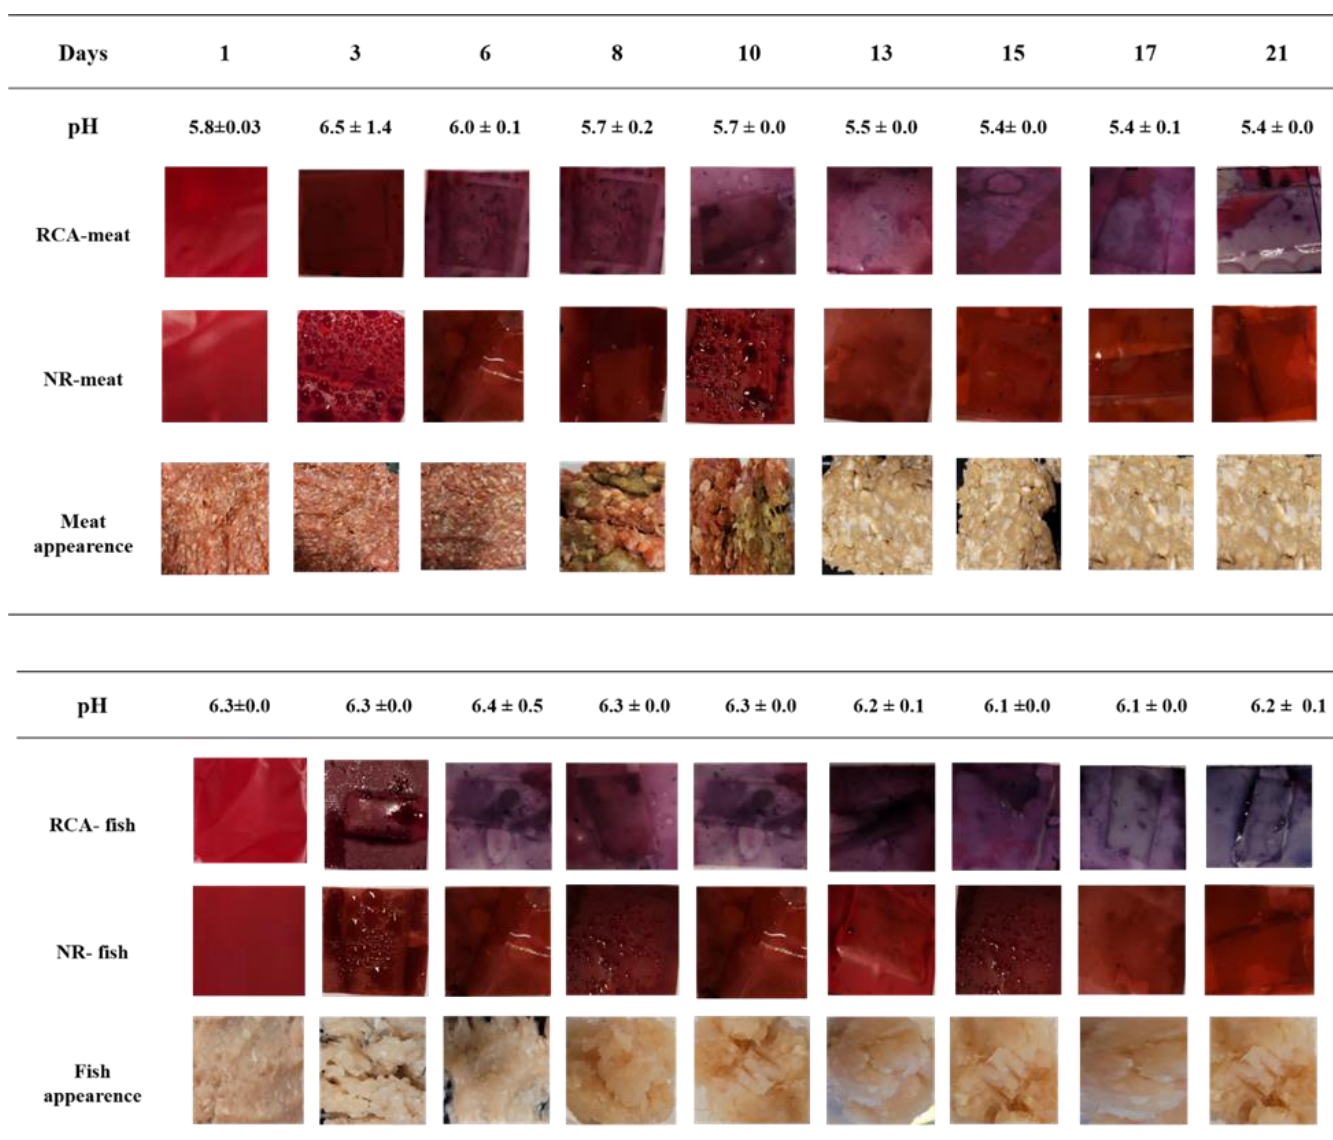 Days 1 3 6 8 10 13 15 17 21
pH 5.8±0.03 6.5 ± 1.4 6.0 ± 0.1 5.7 ± 0.2 5.7 ± 0.0 5.5 ± 0.0 5.4± 0.0 5.4 ± 0.1 5.4 ± 0.0
RCA-meat
NR-meat
Meat
appearence
pH 6.3±0.0 6.3 ±0.0 6.4 ± 0.5 6.3 ± 0.0 6.3 ± 0.0 6.2 ± 0.1 6.1 ±0.0 6.1 ± 0.0 6.2 ± 0.1
RCA- fish
NR- fish
Fish
appearence